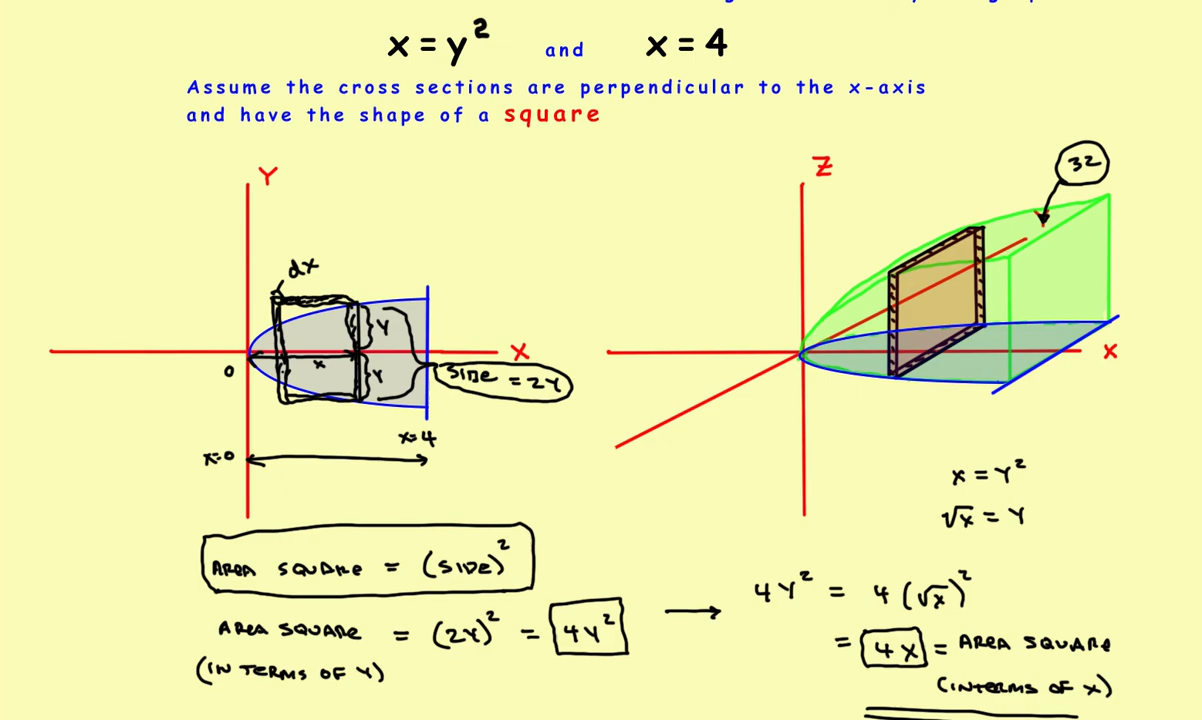 x = y²
and
x = 4
Assume the cross sections are perpendicular to the x-axis
and have the shape of a square
Y
dx
Y
x
Y
0
X
SIDE = 2Y
x=4
x=0
Z
32
X
x = Y²
√x = Y
AREA SQUARE = (SIDE)²
AREA SQUARE = (2Y)² = 4Y²
(IN TERMS OF Y)
4Y² = 4(√x)²
= 4X = AREA SQUARE
(IN TERMS OF X)